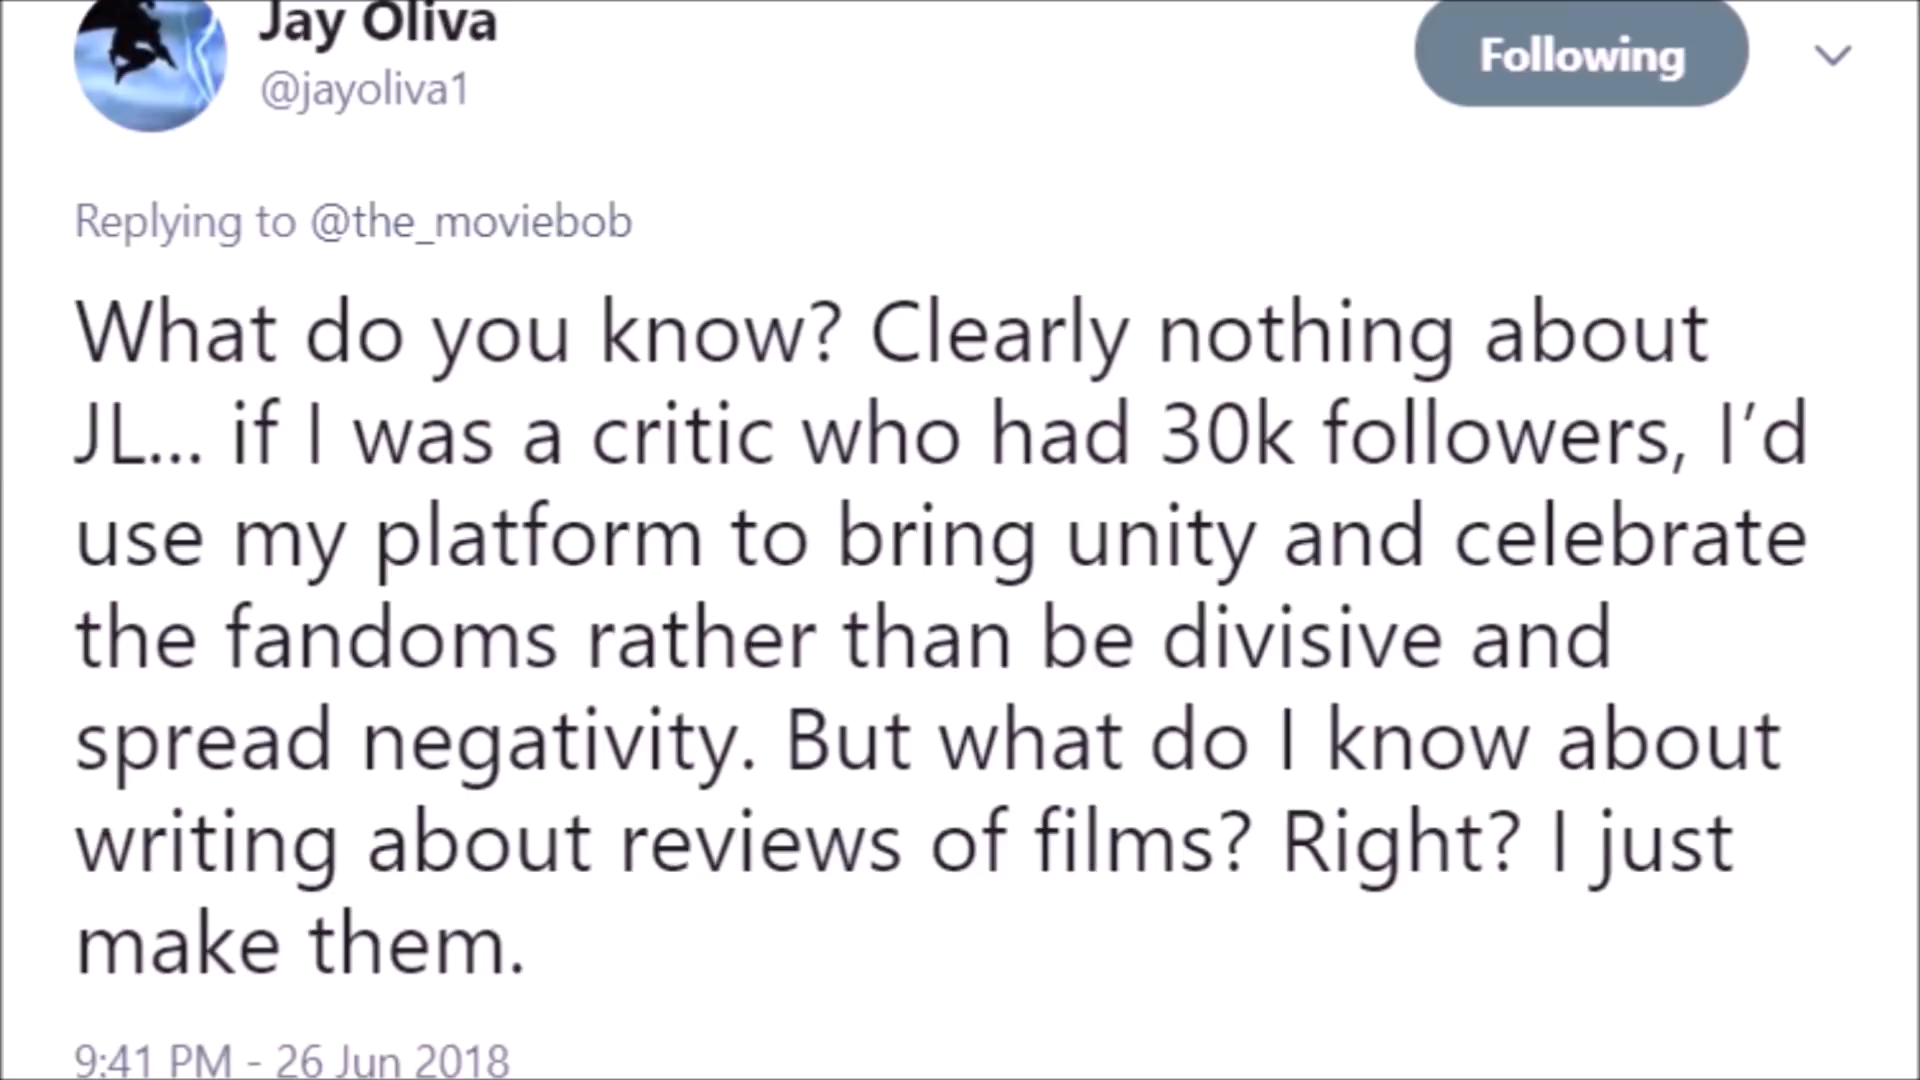 Jay Oliva
Following
@jayoliva1
Replying to @the_moviebob
What do you know? Clearly nothing about
JL... if I was a critic who had 30k followers, I’d
use my platform to bring unity and celebrate
the fandoms rather than be divisive and
spread negativity. But what do I know about
writing about reviews of films? Right? I just
make them.
9:41 PM - 26 Jun 2018